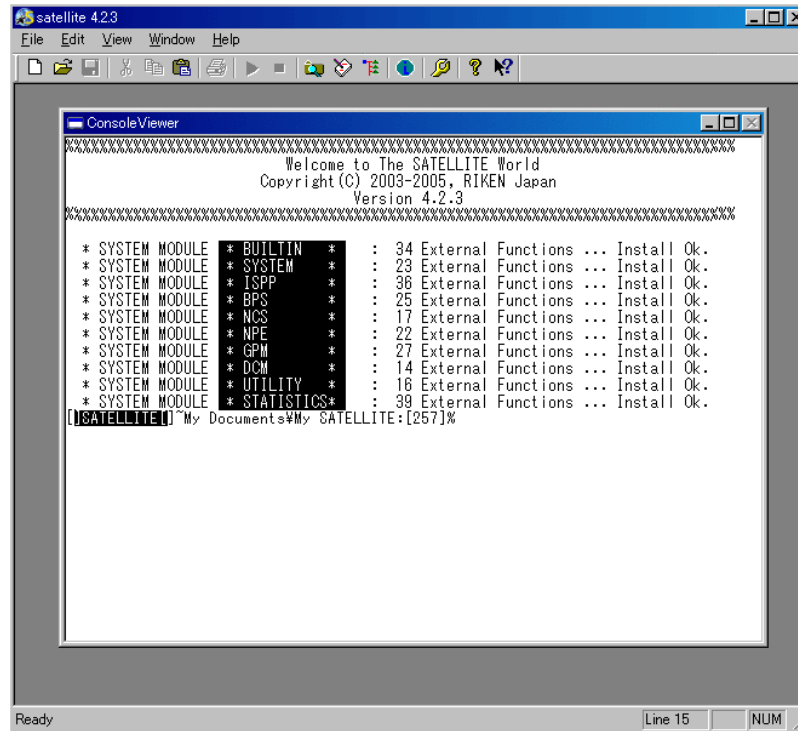 satellite 4.2.3
File Edit View Window Help
ConsoleViewer
%%%%%%%%%%%%%%%%%%%%%%%%%%%%%%%%%%%%%%%%%%%%%%%%%%%%%%%%%%%%%%%%%%%%%%%%%%%%%%%%
Welcome to The SATELLITE World
Copyright(C) 2003-2005, RIKEN Japan
Version 4.2.3
%%%%%%%%%%%%%%%%%%%%%%%%%%%%%%%%%%%%%%%%%%%%%%%%%%%%%%%%%%%%%%%%%%%%%%%%%%%%%%%%
* SYSTEM MODULE * BUILTIN * : 34 External Functions ... Install Ok.
* SYSTEM MODULE * SYSTEM * : 23 External Functions ... Install Ok.
* SYSTEM MODULE * ISPP * : 36 External Functions ... Install Ok.
* SYSTEM MODULE * BPS * : 25 External Functions ... Install Ok.
* SYSTEM MODULE * NCS * : 17 External Functions ... Install Ok.
* SYSTEM MODULE * NPE * : 22 External Functions ... Install Ok.
* SYSTEM MODULE * GPM * : 27 External Functions ... Install Ok.
* SYSTEM MODULE * DCM * : 14 External Functions ... Install Ok.
* SYSTEM MODULE * UTILITY * : 16 External Functions ... Install Ok.
* SYSTEM MODULE * STATISTICS* : 39 External Functions ... Install Ok.
[]SATELLITE[]~My Documents¥My SATELLITE:[257]%
Ready Line 15 NUM